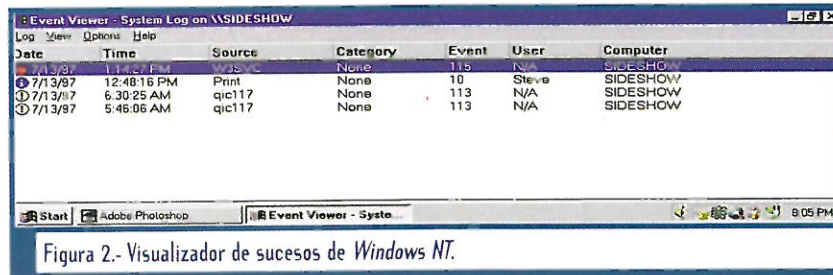 Event Viewer - System Log on \\SIDESHOW
Log View Options Help
Date Time Source Category Event User Computer
7/13/97 1:14:27 PM W3SVC None 115 N/A SIDESHOW
7/13/97 12:48:16 PM Print None 10 Steve SIDESHOW
7/13/97 6:30:25 AM qic117 None 113 N/A SIDESHOW
7/13/97 5:46:06 AM qic117 None 113 N/A SIDESHOW
Start Adobe Photoshop Event Viewer - Syste... 8:05 PM
Figura 2.- Visualizador de sucesos de Windows NT.